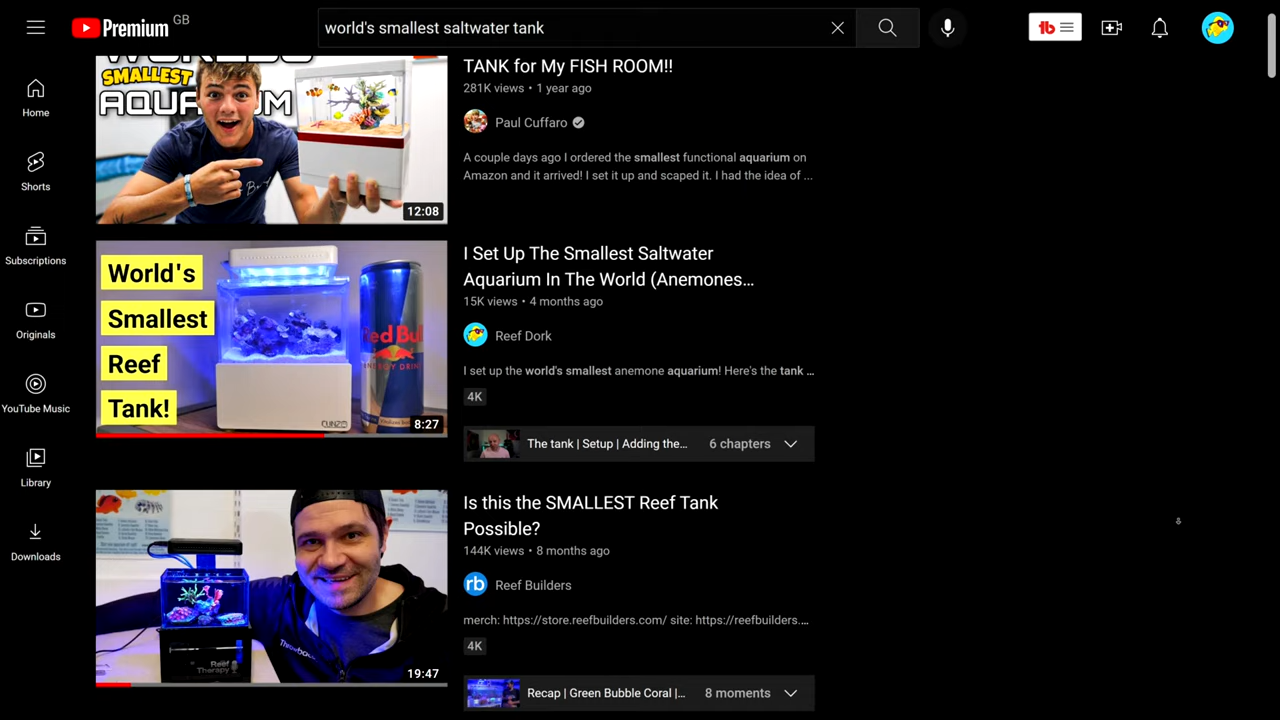 Premium
GB
world's smallest saltwater tank
Home
Shorts
Subscriptions
Originals
YouTube Music
Library
Downloads
SMALLEST
12:08
TANK for My FISH ROOM!!
281K views • 1 year ago
Paul Cuffaro
A couple days ago I ordered the smallest functional aquarium on
Amazon and it arrived! I set it up and scaped it. I had the idea of ...
World's
Smallest
Reef
Tank!
8:27
I Set Up The Smallest Saltwater
Aquarium In The World (Anemones...
15K views • 4 months ago
Reef Dork
I set up the world's smallest anemone aquarium! Here's the tank ...
4K
The tank | Setup | Adding the...
6 chapters
Reef
Therapy
19:47
Is this the SMALLEST Reef Tank
Possible?
144K views • 8 months ago
Reef Builders
merch: https://store.reefbuilders.com/ site: https://reefbuilders....
4K
Recap | Green Bubble Coral |...
8 moments